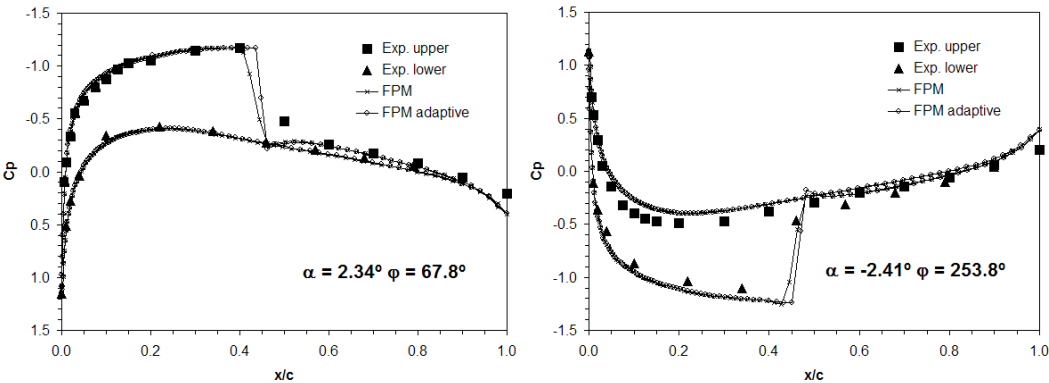 -1.5
-1.0
-0.5
0.0
0.5
1.0
1.5
Cp
Exp. upper
Exp. lower
FPM
FPM adaptive
α = 2.34º φ = 67.8º
0.0 0.2 0.4 0.6 0.8 1.0
x/c
1.5
1.0
0.5
0.0
-0.5
-1.0
-1.5
Cp
Exp. upper
Exp. lower
FPM
FPM adaptive
α = -2.41º φ = 253.8º
0.0 0.2 0.4 0.6 0.8 1.0
x/c